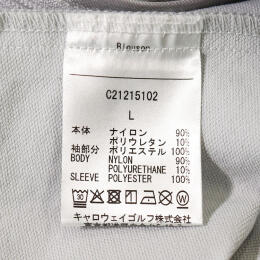 Blouson
C21215102
L
本体 ナイロン 90%
ポリウレタン 10%
袖部分 ポリエステル 100%
BODY NYLON 90%
POLYURETHANE 10%
SLEEVE POLYESTER 100%
キャロウェイゴルフ株式会社